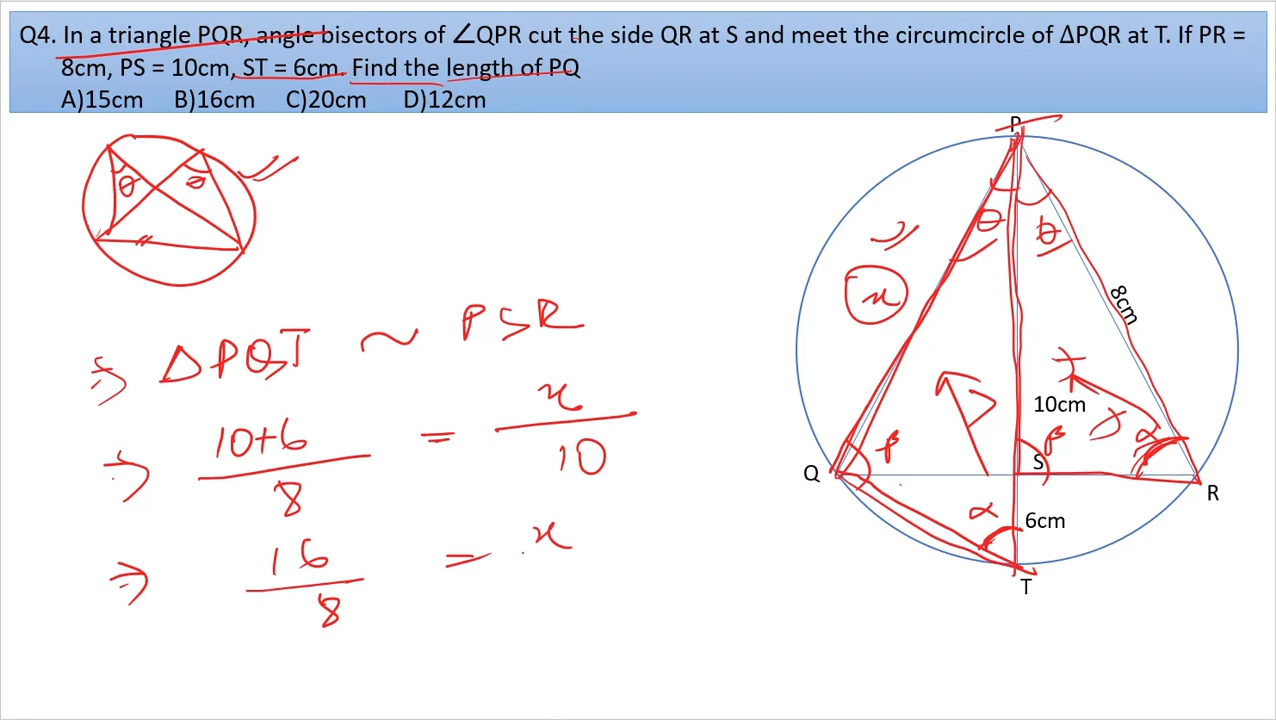 Q4. In a triangle PQR, angle bisectors of ∠QPR cut the side QR at S and meet the circumcircle of ΔPQR at T. If PR =
8cm, PS = 10cm, ST = 6cm. Find the length of PQ
A)15cm B)16cm C)20cm D)12cm
P
θ θ
θ θ
x
8cm
⇒ ΔPQT ~ PSR
10cm
⇒ 10+6 / 8 = x / 10
β β α
Q S R
α 6cm
⇒ 16 / 8 = x
T